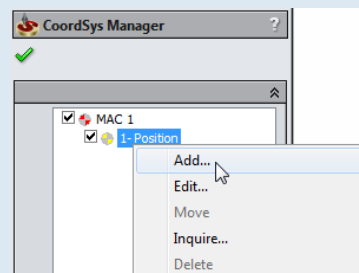 CoordSys Manager ?
MAC 1
1- Position
Add...
Edit...
Move
Inquire...
Delete